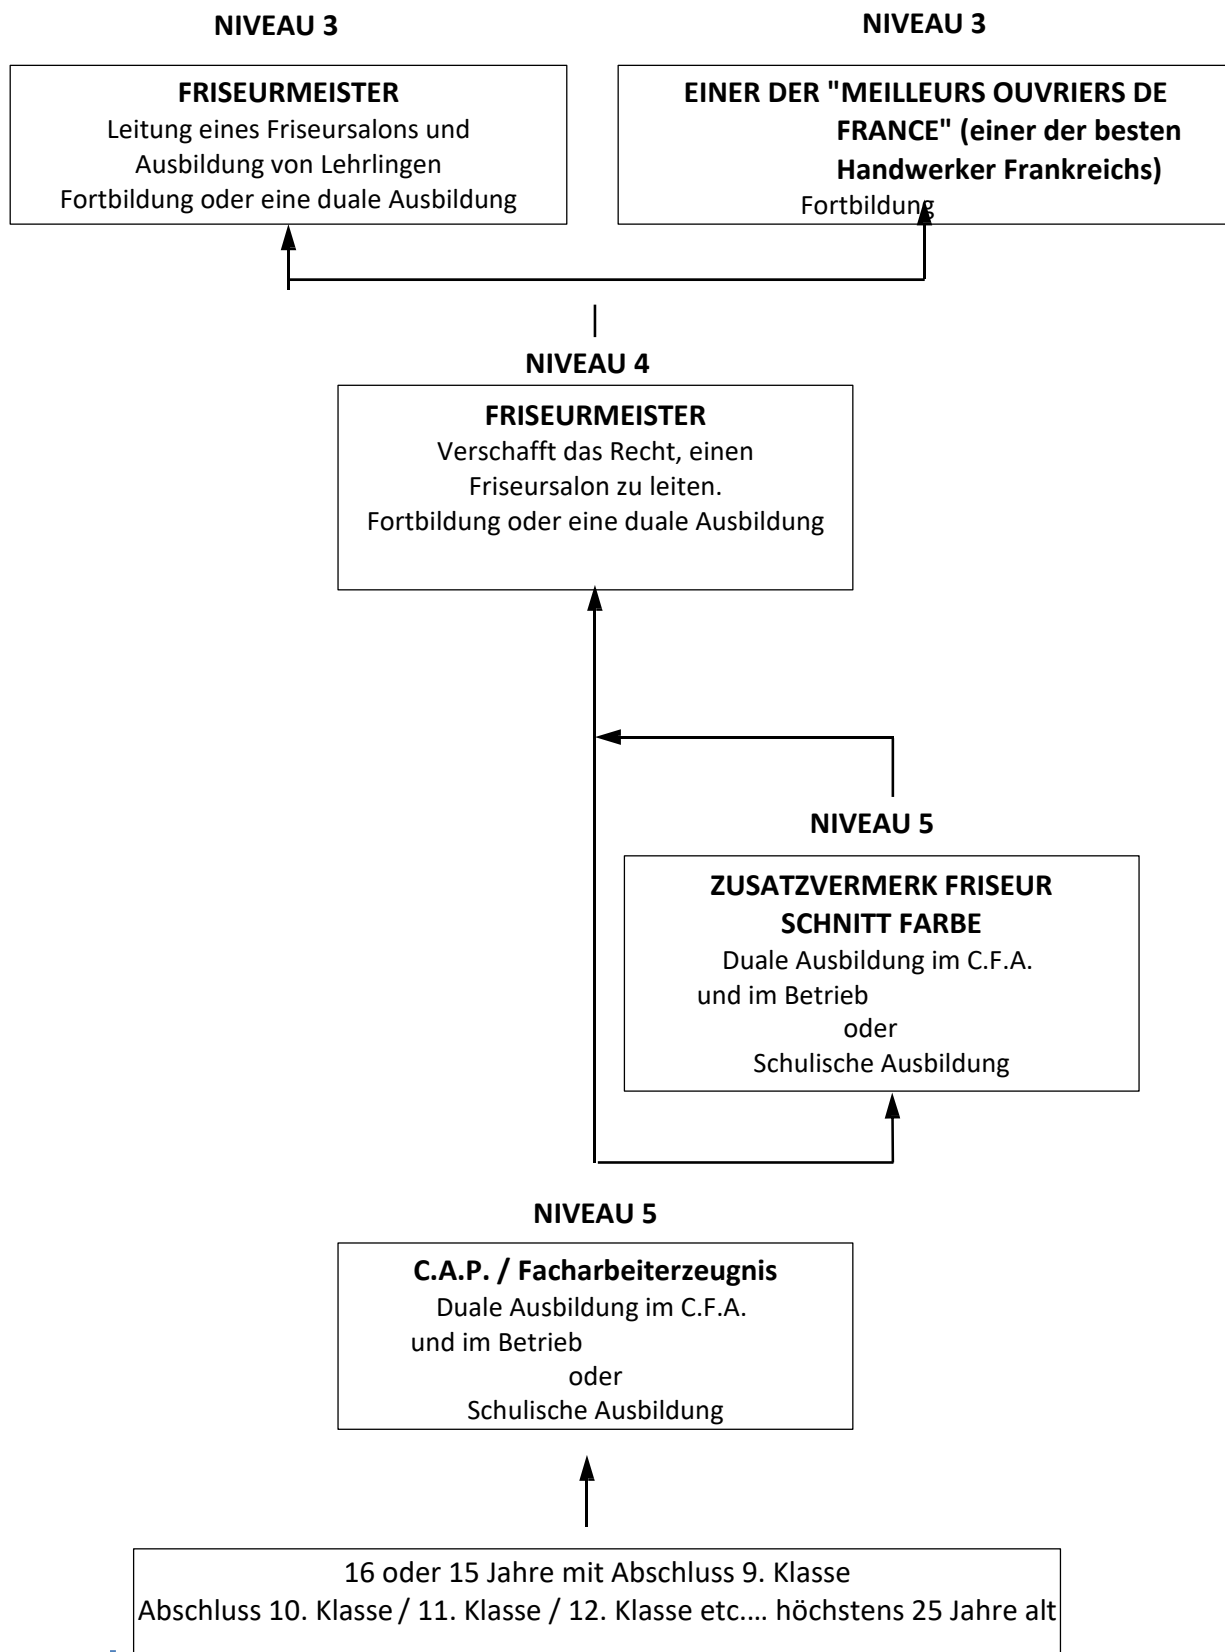 NIVEAU 3
FRISEURMEISTER
Leitung eines Friseursalons und
Ausbildung von Lehrlingen
Fortbildung oder eine duale Ausbildung
NIVEAU 3
EINER DER "MEILLEURS OUVRIERS DE
FRANCE" (einer der besten
Handwerker Frankreichs)
Fortbildung
NIVEAU 4
FRISEURMEISTER
Verschafft das Recht, einen
Friseursalon zu leiten.
Fortbildung oder eine duale Ausbildung
NIVEAU 5
ZUSATZVERMERK FRISEUR
SCHNITT FARBE
Duale Ausbildung im C.F.A.
und im Betrieb
oder
Schulische Ausbildung
NIVEAU 5
C.A.P. / Facharbeiterzeugnis
Duale Ausbildung im C.F.A.
und im Betrieb
oder
Schulische Ausbildung
16 oder 15 Jahre mit Abschluss 9. Klasse
Abschluss 10. Klasse / 11. Klasse / 12. Klasse etc.... höchstens 25 Jahre alt